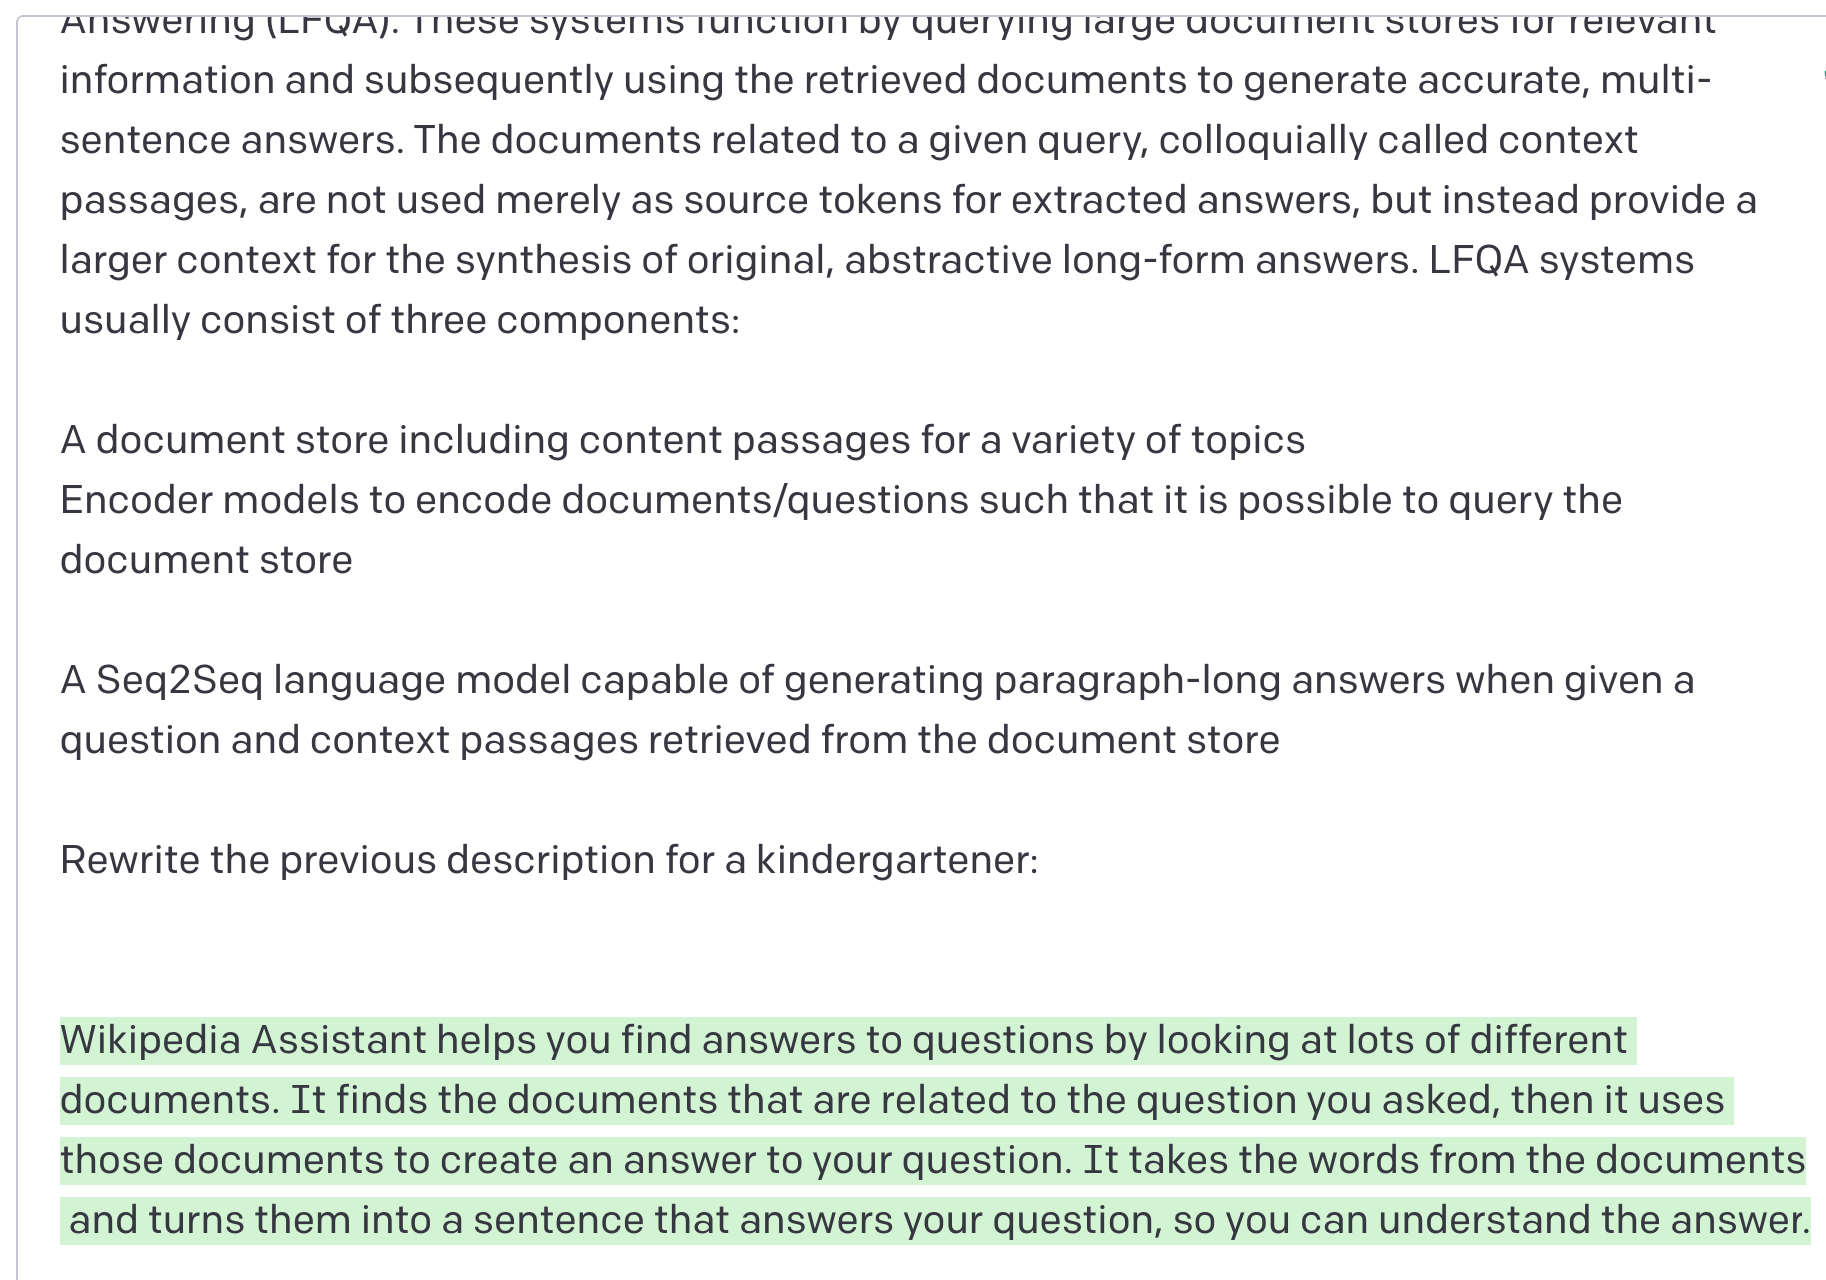 Answering (LFQA). These systems function by querying large document stores for relevant
information and subsequently using the retrieved documents to generate accurate, multi-
sentence answers. The documents related to a given query, colloquially called context
passages, are not used merely as source tokens for extracted answers, but instead provide a
larger context for the synthesis of original, abstractive long-form answers. LFQA systems
usually consist of three components:
A document store including content passages for a variety of topics
Encoder models to encode documents/questions such that it is possible to query the
document store
A Seq2Seq language model capable of generating paragraph-long answers when given a
question and context passages retrieved from the document store
Rewrite the previous description for a kindergartener:
Wikipedia Assistant helps you find answers to questions by looking at lots of different
documents. It finds the documents that are related to the question you asked, then it uses
those documents to create an answer to your question. It takes the words from the documents
and turns them into a sentence that answers your question, so you can understand the answer.